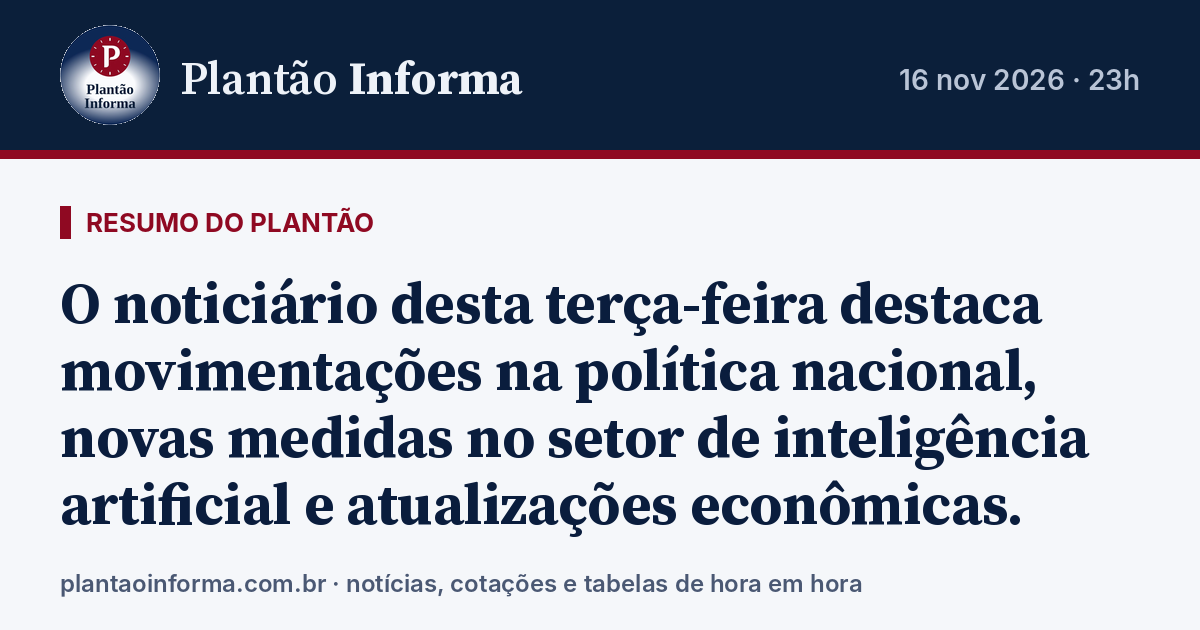 P
Plantão
Informa
Plantão Informa
16 nov 2026 · 23h
RESUMO DO PLANTÃO
O noticiário desta terça-feira destaca
movimentações na política nacional,
novas medidas no setor de inteligência
artificial e atualizações econômicas.
plantaoinforma.com.br · notícias, cotações e tabelas de hora em hora